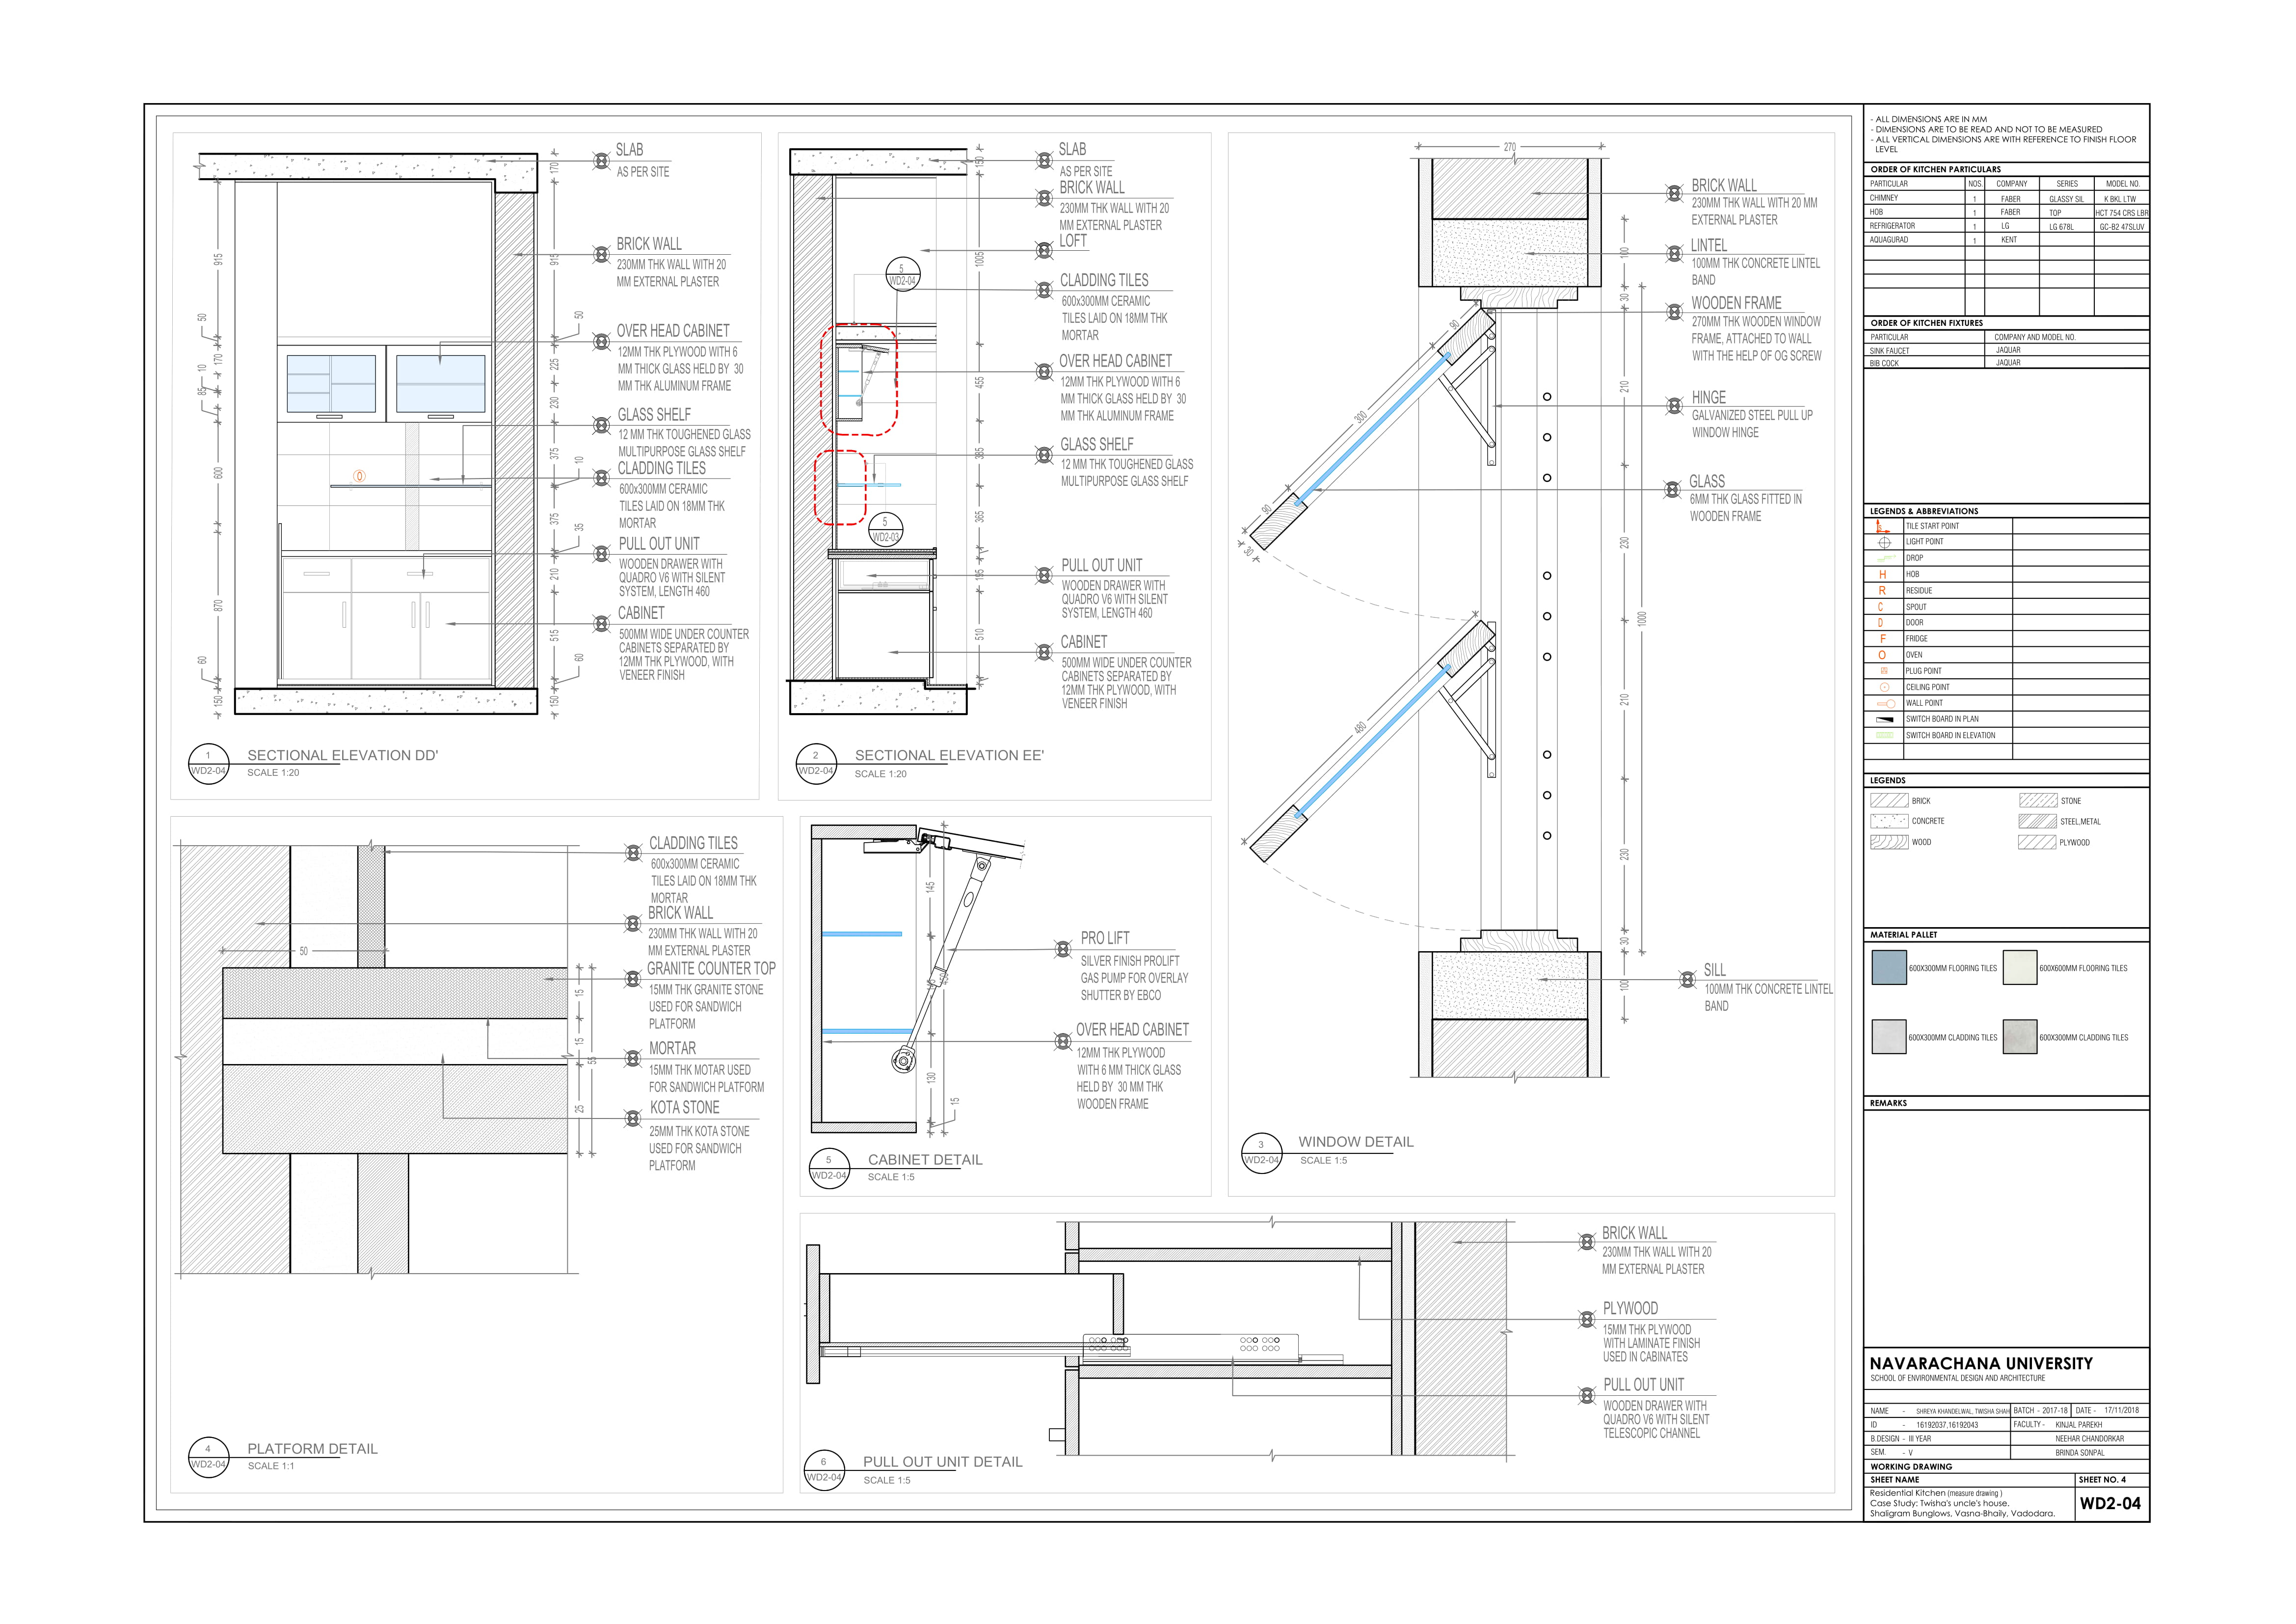 SLAB
AS PER SITE
BRICK WALL
230MM THK WALL WITH 20
MM EXTERNAL PLASTER
OVER HEAD CABINET
12MM THK PLYWOOD WITH 6
MM THICK GLASS HELD BY 30
MM THK ALUMINUM FRAME
GLASS SHELF
12 MM THK TOUGHENED GLASS
MULTIPURPOSE GLASS SHELF
CLADDING TILES
600x300MM CERAMIC
TILES LAID ON 18MM THK
MORTAR
PULL OUT UNIT
WOODEN DRAWER WITH
QUADRO V6 WITH SILENT
SYSTEM, LENGTH 460
CABINET
500MM WIDE UNDER COUNTER
CABINETS SEPARATED BY
12MM THK PLYWOOD, WITH
VENEER FINISH
915
50
170
10
85
600
870
60
150
170
915
50
225
230
375
10
375
35
210
515
60
150
O
1
WD2-04
SECTIONAL ELEVATION DD'
SCALE 1:20
SLAB
AS PER SITE
BRICK WALL
230MM THK WALL WITH 20
MM EXTERNAL PLASTER
LOFT
CLADDING TILES
600x300MM CERAMIC
TILES LAID ON 18MM THK
MORTAR
OVER HEAD CABINET
12MM THK PLYWOOD WITH 6
MM THICK GLASS HELD BY 30
MM THK ALUMINUM FRAME
GLASS SHELF
12 MM THK TOUGHENED GLASS
MULTIPURPOSE GLASS SHELF
PULL OUT UNIT
WOODEN DRAWER WITH
QUADRO V6 WITH SILENT
SYSTEM, LENGTH 460
CABINET
500MM WIDE UNDER COUNTER
CABINETS SEPARATED BY
12MM THK PLYWOOD, WITH
VENEER FINISH
150
1005
455
365
365
195
510
5
WD2-04
5
WD2-03
2
WD2-04
SECTIONAL ELEVATION EE'
SCALE 1:20
270
BRICK WALL
230MM THK WALL WITH 20 MM
EXTERNAL PLASTER
LINTEL
100MM THK CONCRETE LINTEL
BAND
WOODEN FRAME
270MM THK WOODEN WINDOW
FRAME, ATTACHED TO WALL
WITH THE HELP OF OG SCREW
HINGE
GALVANIZED STEEL PULL UP
WINDOW HINGE
GLASS
6MM THK GLASS FITTED IN
WOODEN FRAME
SILL
100MM THK CONCRETE LINTEL
BAND
100
30
210
230
210
230
30
100
1000
90
300
90
30
480
3
WD2-04
WINDOW DETAIL
SCALE 1:5
CLADDING TILES
600x300MM CERAMIC
TILES LAID ON 18MM THK
MORTAR
BRICK WALL
230MM THK WALL WITH 20
MM EXTERNAL PLASTER
GRANITE COUNTER TOP
15MM THK GRANITE STONE
USED FOR SANDWICH
PLATFORM
MORTAR
15MM THK MOTAR USED
FOR SANDWICH PLATFORM
KOTA STONE
25MM THK KOTA STONE
USED FOR SANDWICH
PLATFORM
50
15
15
25
55
4
WD2-04
PLATFORM DETAIL
SCALE 1:1
PRO LIFT
SILVER FINISH PROLIFT
GAS PUMP FOR OVERLAY
SHUTTER BY EBCO
OVER HEAD CABINET
12MM THK PLYWOOD
WITH 6 MM THICK GLASS
HELD BY 30 MM THK
WOODEN FRAME
145
130
15
5
WD2-04
CABINET DETAIL
SCALE 1:5
BRICK WALL
230MM THK WALL WITH 20
MM EXTERNAL PLASTER
PLYWOOD
15MM THK PLYWOOD
WITH LAMINATE FINISH
USED IN CABINATES
PULL OUT UNIT
WOODEN DRAWER WITH
QUADRO V6 WITH SILENT
TELESCOPIC CHANNEL
6
WD2-04
PULL OUT UNIT DETAIL
SCALE 1:5
- ALL DIMENSIONS ARE IN MM
- DIMENSIONS ARE TO BE READ AND NOT TO BE MEASURED
- ALL VERTICAL DIMENSIONS ARE WITH REFERENCE TO FINISH FLOOR
LEVEL
ORDER OF KITCHEN PARTICULARS
PARTICULAR NOS. COMPANY SERIES MODEL NO.
CHIMNEY 1 FABER GLASSY SIL K BKL LTW
HOB 1 FABER TOP HCT 754 CRS LBR
REFRIGERATOR 1 LG LG 678L GC-B2 47SLUV
AQUAGURAD 1 KENT
ORDER OF KITCHEN FIXTURES
PARTICULAR COMPANY AND MODEL NO.
SINK FAUCET JAQUAR
BIB COCK JAQUAR
LEGENDS & ABBREVIATIONS
TILE START POINT
LIGHT POINT
DROP
H HOB
R RESIDUE
C SPOUT
D DOOR
F FRIDGE
O OVEN
PLUG POINT
CEILING POINT
WALL POINT
SWITCH BOARD IN PLAN
SWITCH BOARD IN ELEVATION
LEGENDS
BRICK STONE
CONCRETE STEEL,METAL
WOOD PLYWOOD
MATERIAL PALLET
600X300MM FLOORING TILES 600X600MM FLOORING TILES
600X300MM CLADDING TILES 600X300MM CLADDING TILES
REMARKS
NAVARACHANA UNIVERSITY
SCHOOL OF ENVIRONMENTAL DESIGN AND ARCHITECTURE
NAME - SHREYA KHANDELWAL, TWISHA SHAH BATCH - 2017-18 DATE - 17/11/2018
ID - 16192037,16192043 FACULTY - KINJAL PAREKH
B.DESIGN - III YEAR NEEHAR CHANDORKAR
SEM. - V BRINDA SONPAL
WORKING DRAWING
SHEET NAME SHEET NO. 4
Residential Kitchen (measure drawing )
Case Study: Twisha's uncle's house.
Shaligram Bunglows, Vasna-Bhaily, Vadodara.
WD2-04